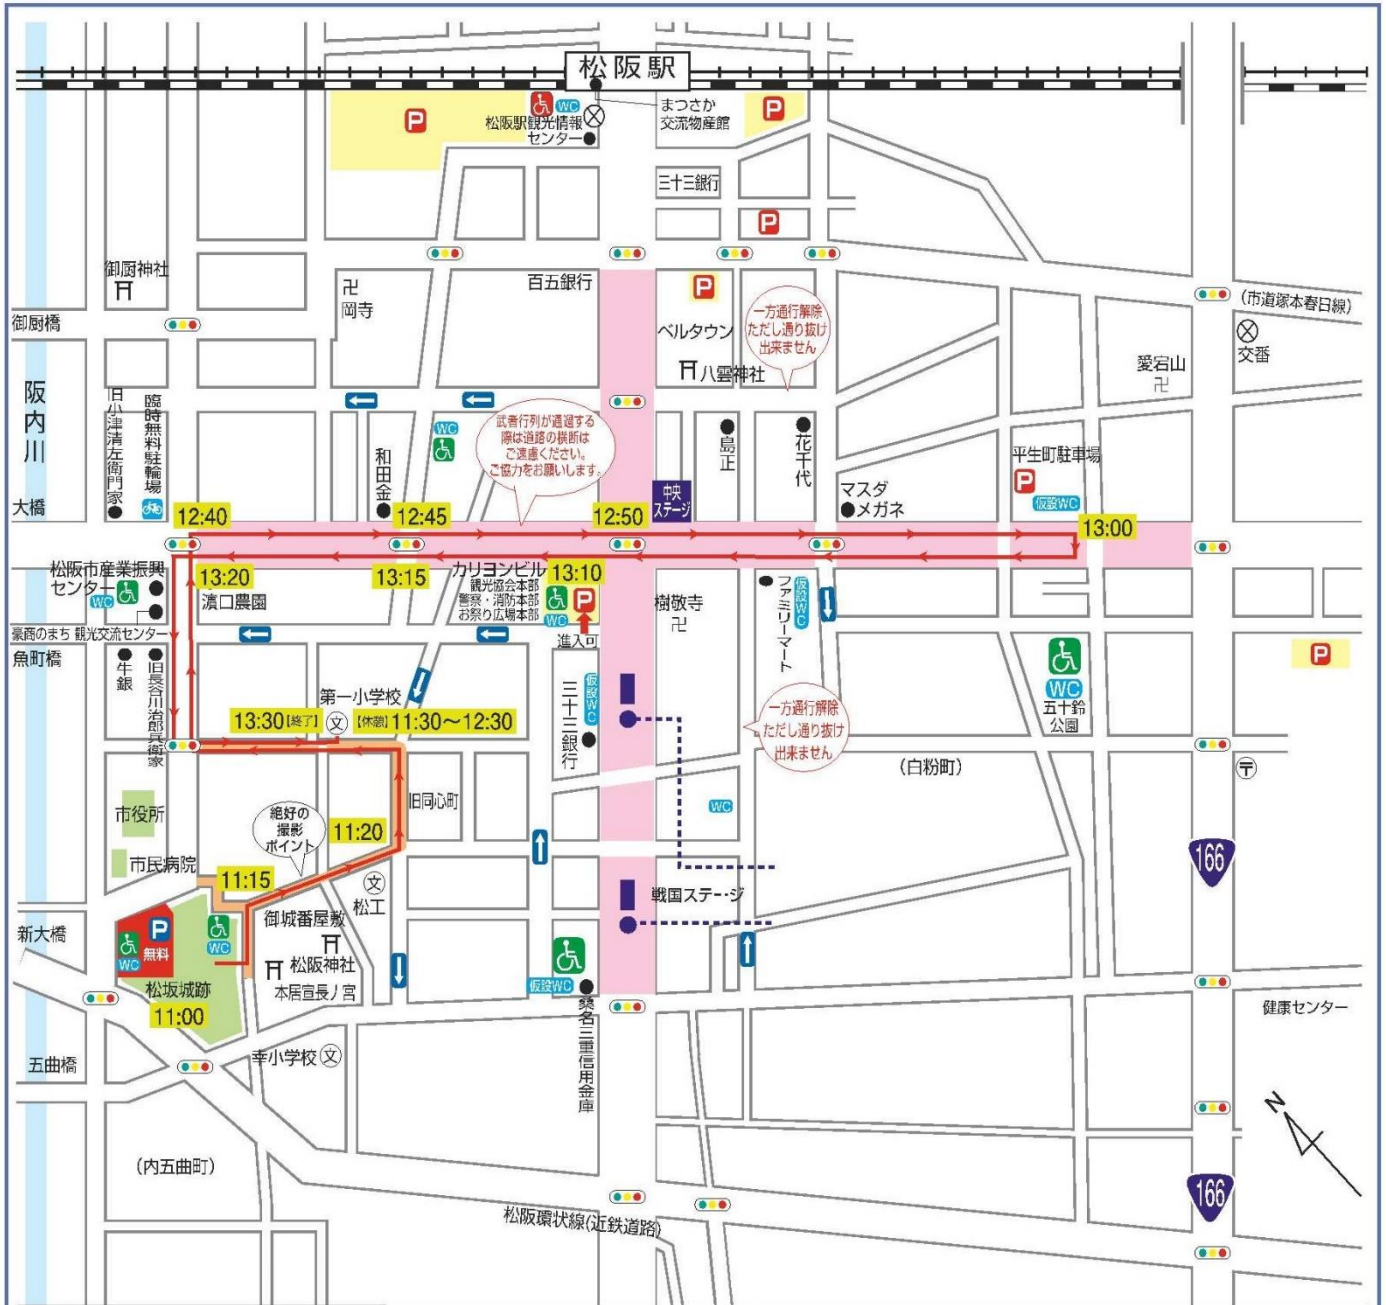 松阪駅
P
WC
松阪駅観光情報
センター
まつさか
交流物産館
P
三十三銀行
P
御厨神社
卍
岡寺
百五銀行
P
ベルタウン
八雲神社
一方通行解除
ただし通り抜け
出来ません
(市道塚本春日線)
交番
愛宕山
卍
御厨橋
阪内川
旧小津清左衛門家
臨時無料駐輪場
和田金
WC
武者行列が通過する
際は道路の横断は
ご遠慮ください。
ご協力をお願いします。
島正
花千代
マスダ
メガネ
平生町駐車場
P
仮設WC
中央
ステージ
大橋
12:40
12:45
12:50
13:00
松阪市産業振興
センター
WC
13:20
濱口農園
13:15
カリヨンビル
観光協会本部
警察・消防本部
お祭り広場本部
13:10
P
WC
進入可
樹敬寺
卍
ファミリーマート
仮設WC
豪商のまち 観光交流センター
魚町橋
牛銀
旧長谷川治郎兵衛家
第一小学校
文
13:30【終了】
【休憩】11:30～12:30
三十三銀行
仮設WC
一方通行解除
ただし通り抜け
出来ません
WC
五十鈴
公園
P
(白粉町)
〒
市役所
市民病院
絶好の
撮影
ポイント
11:20
旧同心町
WC
166
11:15
文
松工
御城番屋敷
松阪神社
本居宣長ノ宮
戦国ステージ
新大橋
P
無料
WC
WC
松坂城跡
11:00
仮設WC
桑名三重信用金庫
健康センター
五曲橋
幸小学校
文
N
(内五曲町)
166
松阪環状線(近鉄道路)